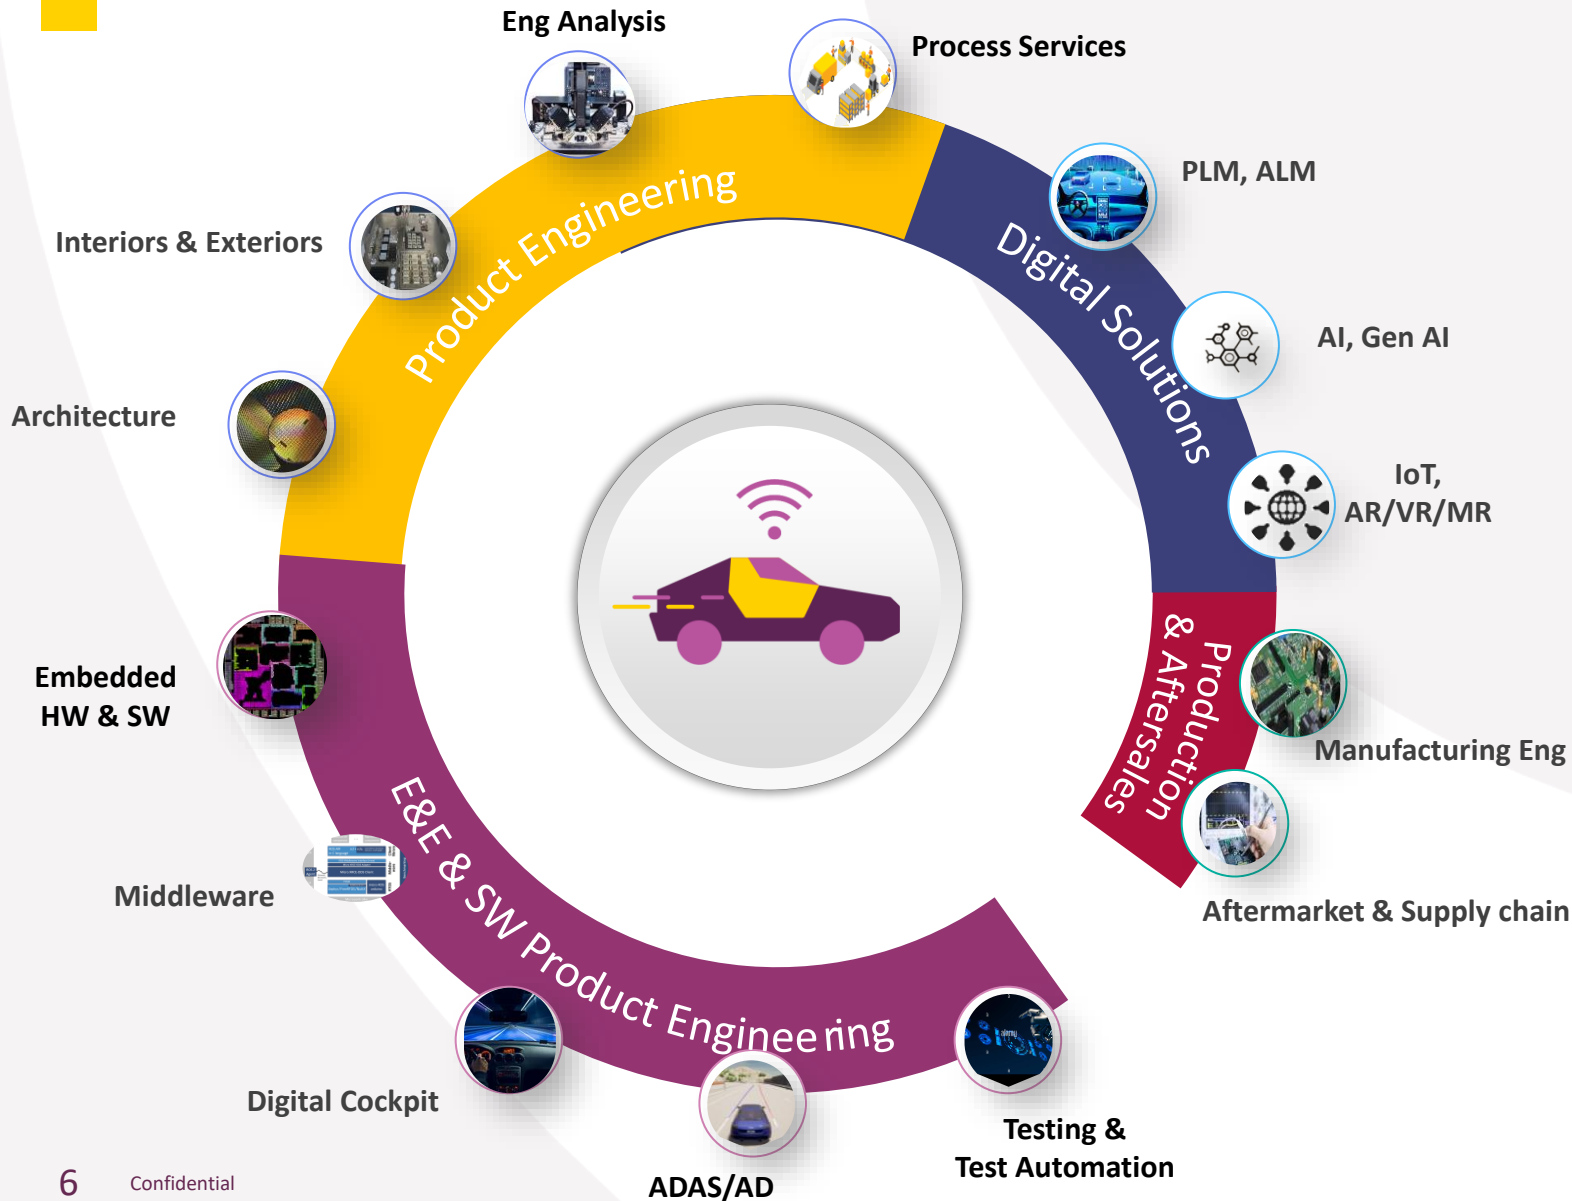 Eng Analysis
Process Services
PLM, ALM
Interiors & Exteriors
Product Engineering
Digital Solutions
AI, Gen AI
Architecture
IoT,
AR/VR/MR
Embedded
HW & SW
Production
& Aftersales
Manufacturing Eng
E&E & SW Product Engineering
Middleware
Aftermarket & Supply chain
Digital Cockpit
Testing &
Test Automation
ADAS/AD
6
Confidential